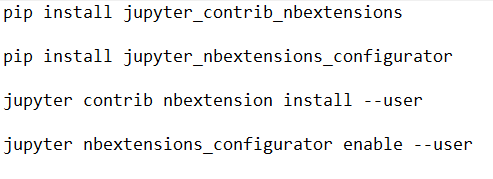 pip install jupyter_contrib_nbextensions
pip install jupyter_nbextensions_configurator
jupyter contrib nbextension install --user
jupyter nbextensions_configurator enable --user